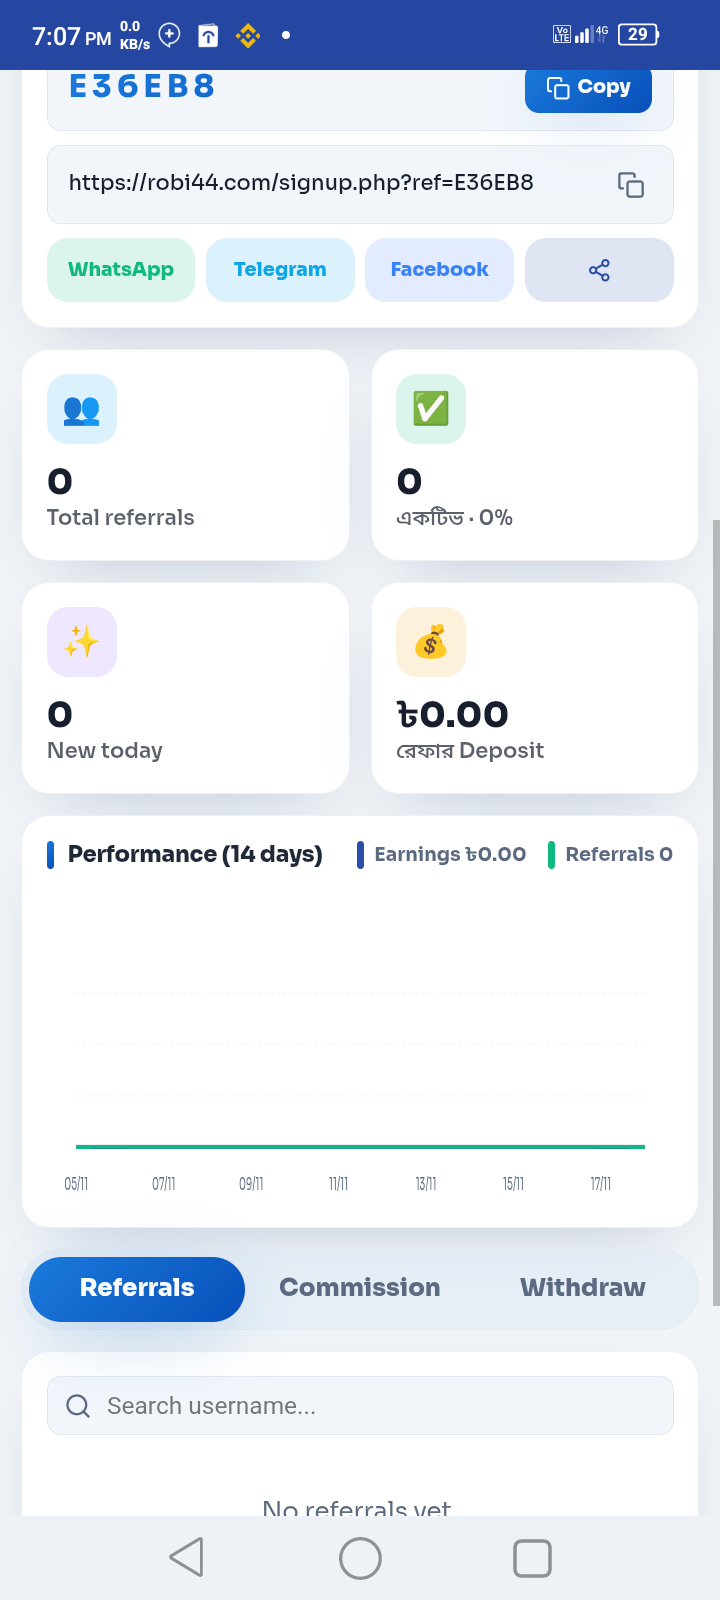 7:07 PM 0.0 KB/s Vo LTE 4G 29
E36EB8 Copy
https://robi44.com/signup.php?ref=E36EB8
WhatsApp Telegram Facebook
0 0
Total referrals একটিভ · 0%
0 ৳0.00
New today রেফার Deposit
Performance (14 days) Earnings ৳0.00 Referrals 0
05/11 07/11 09/11 11/11 13/11 15/11 17/11
Referrals Commission Withdraw
Search username...
No referrals yet